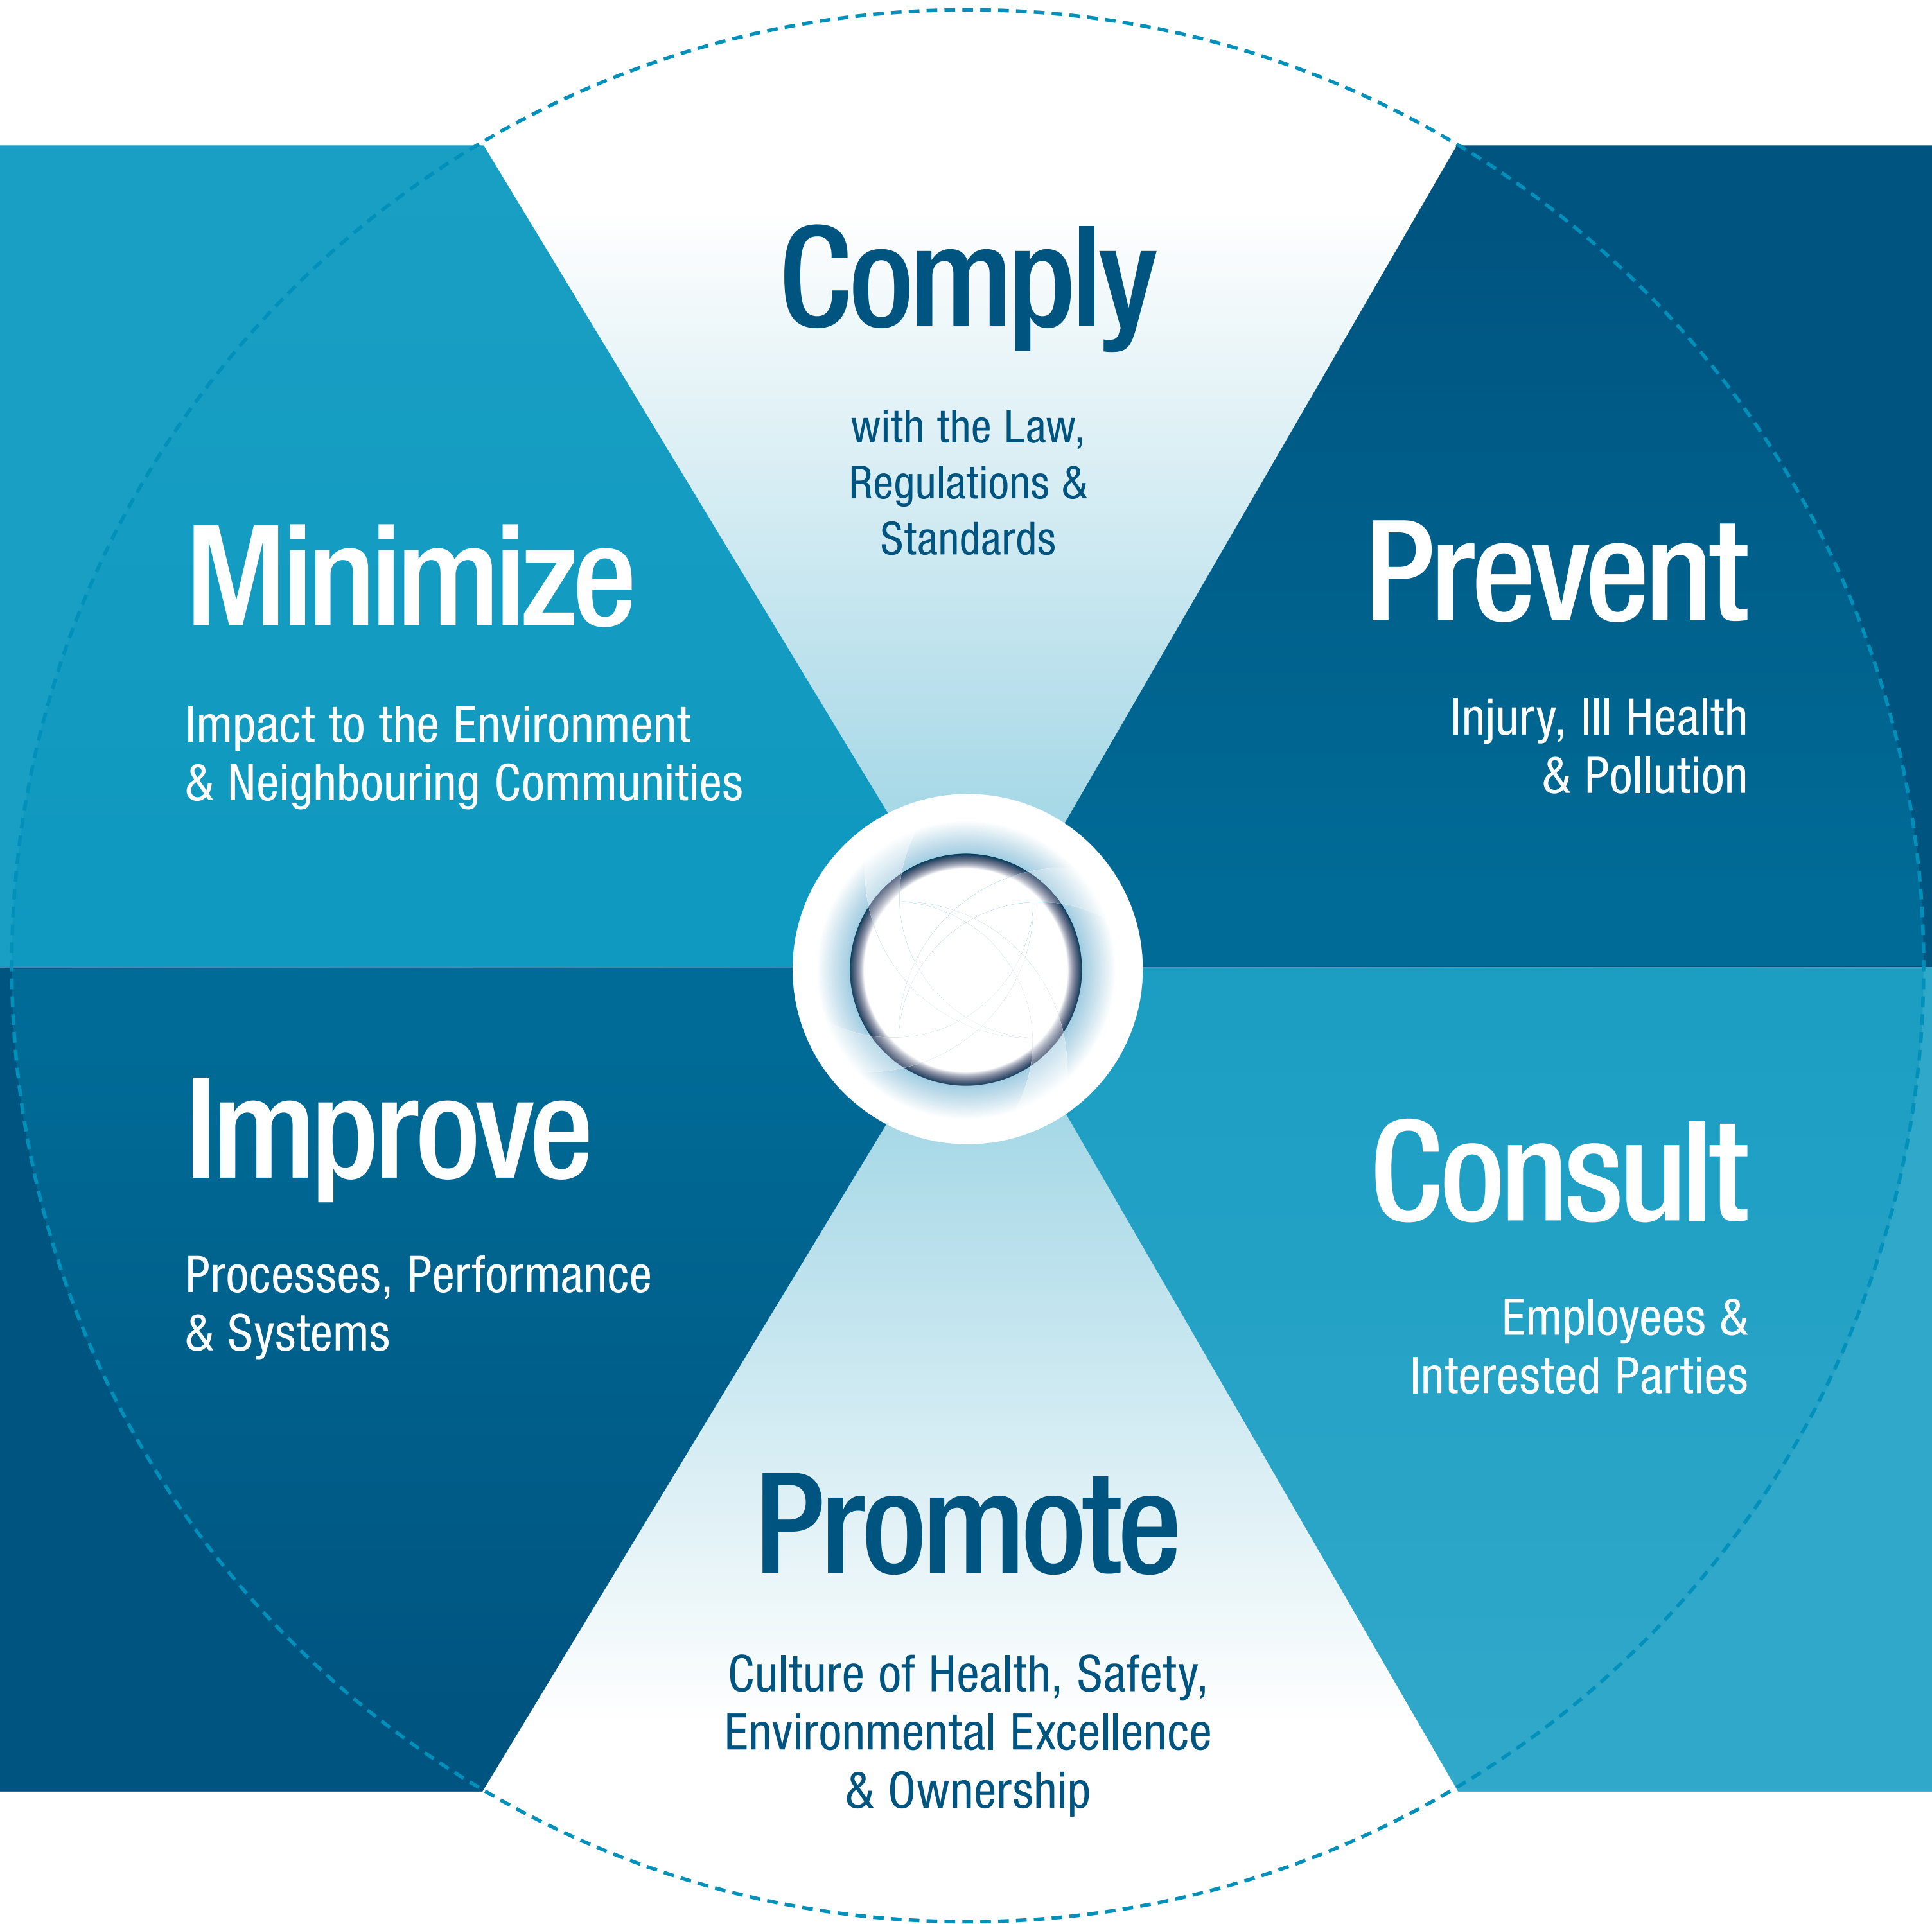 Comply
with the Law,
Regulations &
Standards
Prevent
Injury, Ill Health
& Pollution
Consult
Employees &
Interested Parties
Promote
Culture of Health, Safety,
Environmental Excellence
& Ownership
Improve
Processes, Performance
& Systems
Minimize
Impact to the Environment
& Neighbouring Communities